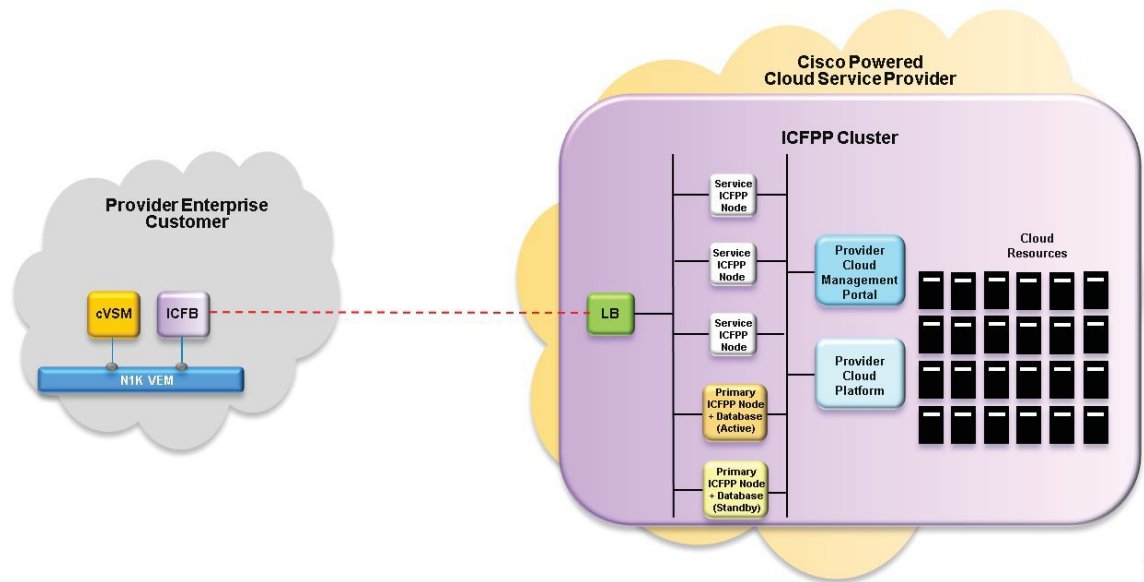 Cisco Powered
Cloud Service Provider
ICFPP Cluster
Provider Enterprise
Customer
cVSM
ICFB
N1K VEM
LB
Service
ICFPP
Node
Service
ICFPP
Node
Service
ICFPP
Node
Primary
ICFPP Node
+ Database
(Active)
Primary
ICFPP Node
+ Database
(Standby)
Provider
Cloud
Management
Portal
Provider
Cloud
Platform
Cloud
Resources